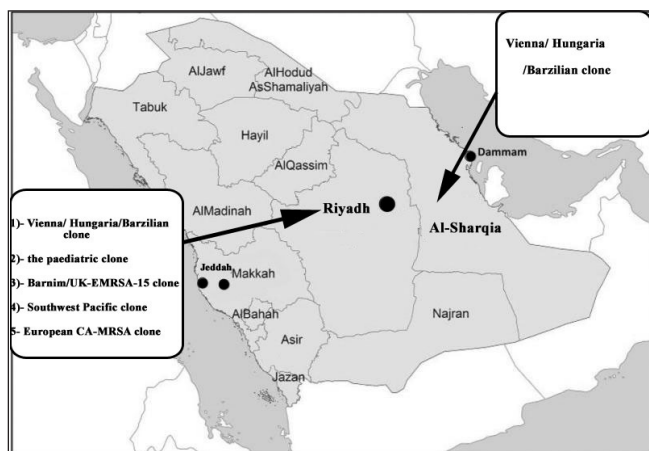 Vienna/ Hungaria
/Barzilian clone
AlJawf
AlHodud
AsShamaliyah
Tabuk
Hayil
Dammam
AlQassim
AlMadinah
Riyadh
Al-Sharqia
1)- Vienna/ Hungaria/Barzilian
clone
2)- the paediatric clone
3)- Barnim/UK-EMRSA-15 clone
4)- Southwest Pacific clone
5- European CA-MRSA clone
Jeddah
Makkah
AlBahah
Najran
Asir
Jazan